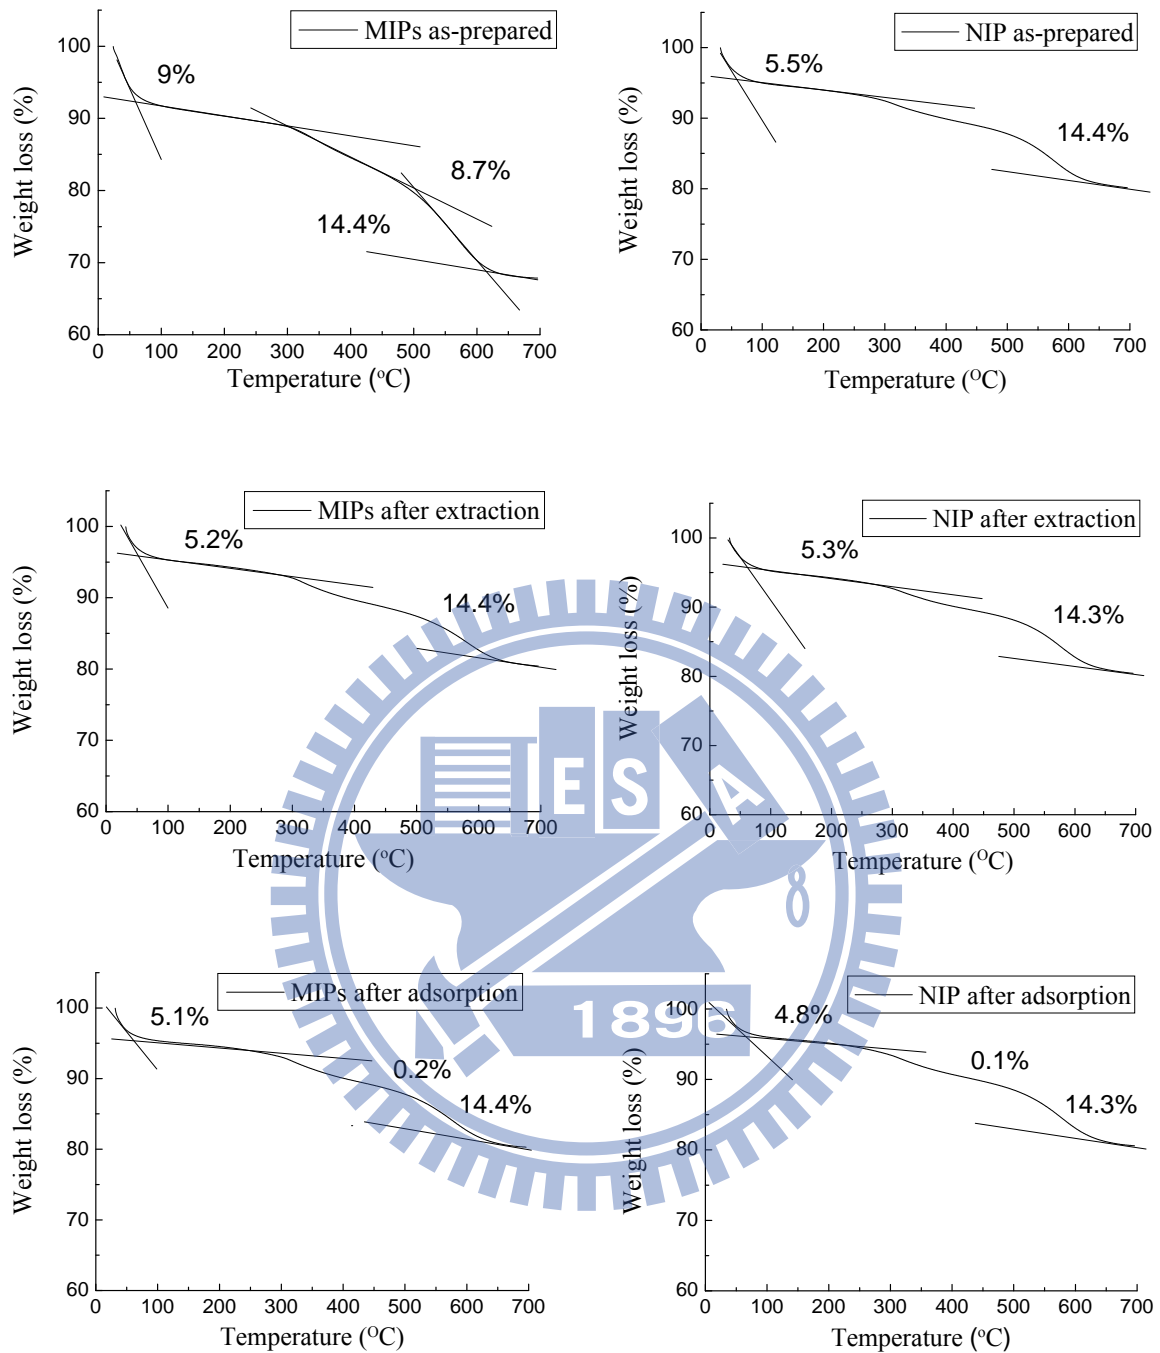 MIPs as-prepared
9%
8.7%
14.4%
Weight loss (%)
100
90
80
70
60
0 100 200 300 400 500 600 700
Temperature (°C)
NIP as-prepared
5.5%
14.4%
Weight loss (%)
100
90
80
70
60
0 100 200 300 400 500 600 700
Temperature (OC)
MIPs after extraction
5.2%
14.4%
Weight loss (%)
100
90
80
70
60
0 100 200 300 400 500 600 700
Temperature (°C)
NIP after extraction
5.3%
14.3%
Weight loss (%)
100
90
80
70
60
0 100 200 300 400 500 600 700
Temperature (OC)
E S A
8
1896
MIPs after adsorption
5.1%
0.2%
14.4%
Weight loss (%)
100
90
80
70
60
0 100 200 300 400 500 600 700
Temperature (OC)
NIP after adsorption
4.8%
0.1%
14.3%
Weight loss (%)
100
90
80
70
60
0 100 200 300 400 500 600 700
Temperature (°C)